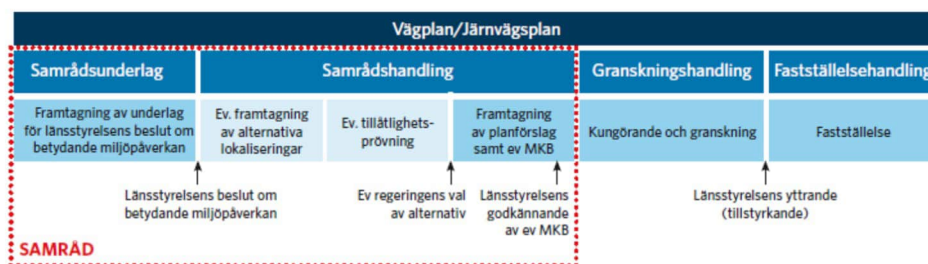 Vägplan/Järnvägsplan
Samrådsunderlag
Samrådshandling
Granskningshandling
Fastställelsehandling
Framtagning av underlag
för länsstyrelsens beslut om
betydande miljöpåverkan
Ev. framtagning
av alternativa
lokaliseringar
Ev. tillåtlighets-
prövning
Framtagning
av planförslag
samt ev MKB
Kungörande och granskning
Fastställelse
Länsstyrelsens beslut om
betydande miljöpåverkan
Ev regeringens val
av alternativ
Länsstyrelsens
godkännande
av ev MKB
Länsstyrelsens yttrande
(tillstyrkande)
SAMRÅD